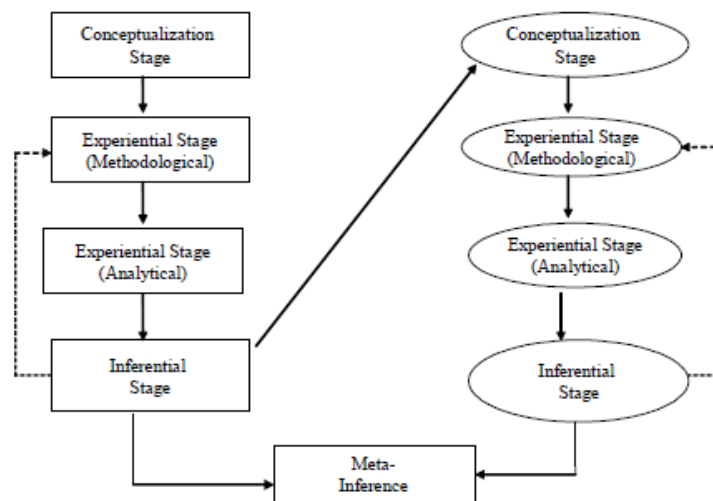 Conceptualization
Stage
Experiential Stage
(Methodological)
Experiential Stage
(Analytical)
Inferential
Stage
Conceptualization
Stage
Experiential Stage
(Methodological)
Experiential Stage
(Analytical)
Inferential
Stage
Meta-
Inference